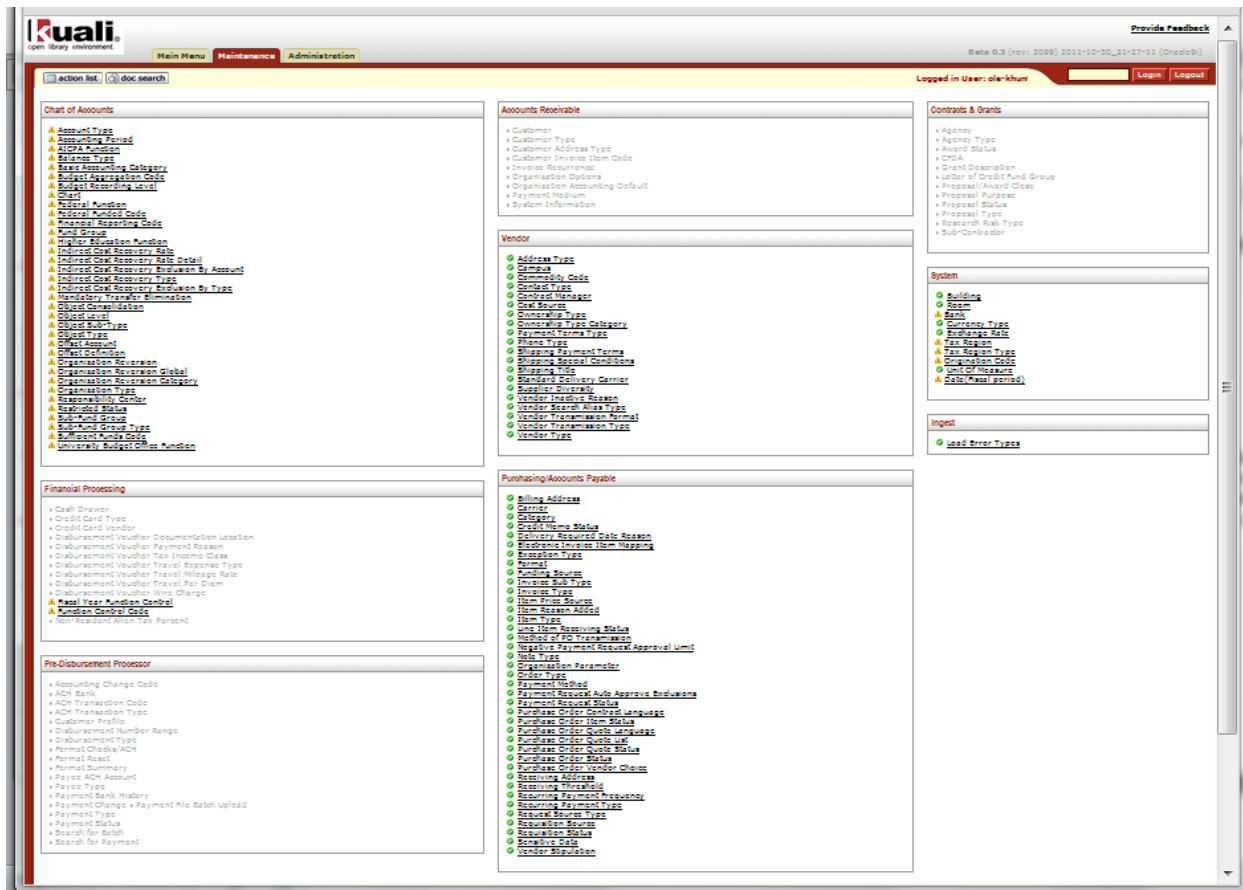 Kuali®
open library environment
Provide Feedback
Main Menu Maintenance Administration
Beta 0.3 (rev: 3099) 2011-10-30_21-27-11 (Oracle9i)
action list doc search
Logged in User: ole-khuntley
Login Logout
Chart of Accounts
Account Type
Accounting Period
AICPA Function
Balance Type
Basic Accounting Category
Budget Aggregation Code
Budget Recording Level
Chart
Federal Function
Federal Funded Code
Financial Reporting Code
Fund Group
Higher Education Function
Indirect Cost Recovery Rate
Indirect Cost Recovery Rate Detail
Indirect Cost Recovery Exclusion By Account
Indirect Cost Recovery Type
Indirect Cost Recovery Exclusion By Type
Mandatory Transfer Elimination
Object Consolidation
Object Level
Object Sub-Type
Object Type
Offset Account
Offset Definition
Organization Reversion
Organization Reversion Global
Organization Reversion Category
Organization Type
Responsibility Center
Restricted Status
Sub-Fund Group
Sub-Fund Group Type
Sufficient Funds Code
University Budget Office Function
Financial Processing
Cash Drawer
Credit Card Type
Credit Card Vendor
Disbursement Voucher Documentation Location
Disbursement Voucher Payment Reason
Disbursement Voucher Tax Income Class
Disbursement Voucher Travel Expense Type
Disbursement Voucher Travel Mileage Rate
Disbursement Voucher Travel Per Diem
Disbursement Voucher Wire Charge
Fiscal Year Function Control
Function Control Code
Non-Resident Alien Tax Percent
Pre-Disbursement Processor
Accounting Change Code
ACH Bank
ACH Transaction Code
ACH Transaction Type
Customer Profile
Disbursement Number Range
Disbursement Type
Format Checks/ACH
Format Reset
Format Summary
Payee ACH Account
Payee Type
Payment Bank History
Payment Change Payment File Batch Upload
Payment Type
Payment Status
Search for Batch
Search for Payment
Accounts Receivable
Customer
Customer Type
Customer Address Type
Customer Invoice Item Code
Invoice Recurrence
Organization Options
Organization Accounting Default
Payment Medium
System Information
Vendor
Address Type
Campus
Commodity Code
Contact Type
Contract Manager
Cost Source
Ownership Type
Ownership Type Category
Payment Terms Type
Phone Type
Shipping Payment Terms
Shipping Special Conditions
Shipping Title
Standard Delivery Carrier
Supplier Diversity
Vendor Inactive Reason
Vendor Search Alias Type
Vendor Transmission Format
Vendor Transmission Type
Vendor Type
Purchasing/Accounts Payable
Billing Address
Carrier
Category
Credit Memo Status
Delivery Required Date Reason
Electronic Invoice Item Mapping
Exception Type
Format
Funding Source
Invoice Sub Type
Invoice Type
Item Price Source
Item Reason Added
Item Type
Line Item Receiving Status
Method of PO Transmission
Negative Payment Request Approval Limit
Note Type
Organization Parameter
Order Type
Payment Method
Payment Request Auto Approve Exclusions
Payment Request Status
Purchase Order Contract Language
Purchase Order Item Status
Purchase Order Quote Language
Purchase Order Quote List
Purchase Order Quote Status
Purchase Order Status
Purchase Order Vendor Choice
Receiving Address
Receiving Threshold
Recurring Payment Frequency
Recurring Payment Type
Request Source Type
Requisition Source
Requisition Status
Sensitive Data
Vendor Stipulation
Contracts & Grants
Agency
Agency Type
Award Status
CFDA
Grant Description
Letter of Credit Fund Group
Proposal/Award Close
Proposal Purpose
Proposal Status
Proposal Type
Research Risk Type
Sub-Contractor
System
Building
Room
Bank
Currency Type
Exchange Rate
Tax Region
Tax Region Type
Origination Code
Unit Of Measure
Date(fiscal period)
Ingest
Load Error Types